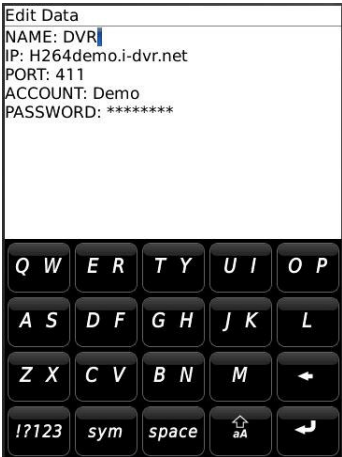 Edit Data
NAME: DVR
IP: H264demo.i-dvr.net
PORT: 411
ACCOUNT: Demo
PASSWORD: ********
Q W E R T Y U I O P
A S D F G H J K L
Z X C V B N M
!?123 sym space aA